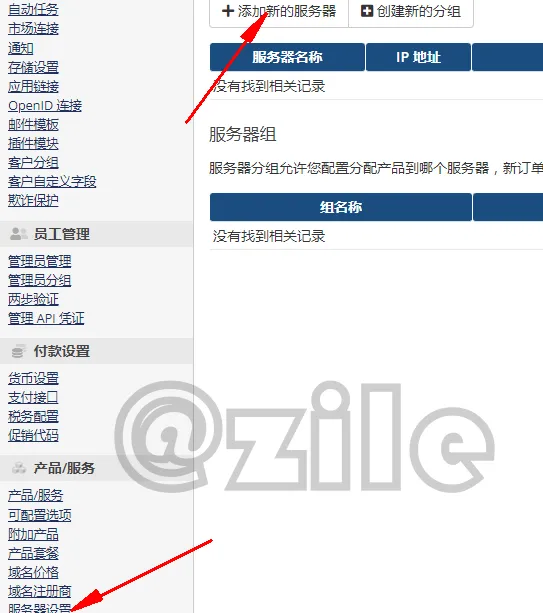 自动任务
市场连接
通知
存储设置
应用链接
OpenID 连接
邮件模板
插件模块
客户分组
客户自定义字段
欺诈保护
员工管理
管理员管理
管理员分组
两步验证
管理 API 凭证
付款设置
货币设置
支付接口
税务配置
促销代码
产品/服务
产品/服务
可配置选项
附加产品
产品套餐
域名价格
域名注册商
服务器设置
添加新的服务器 创建新的分组
服务器名称 IP 地址
没有找到相关记录
服务器组
服务器分组允许您配置分配产品到哪个服务器，新订单
组名称
没有找到相关记录
@zile